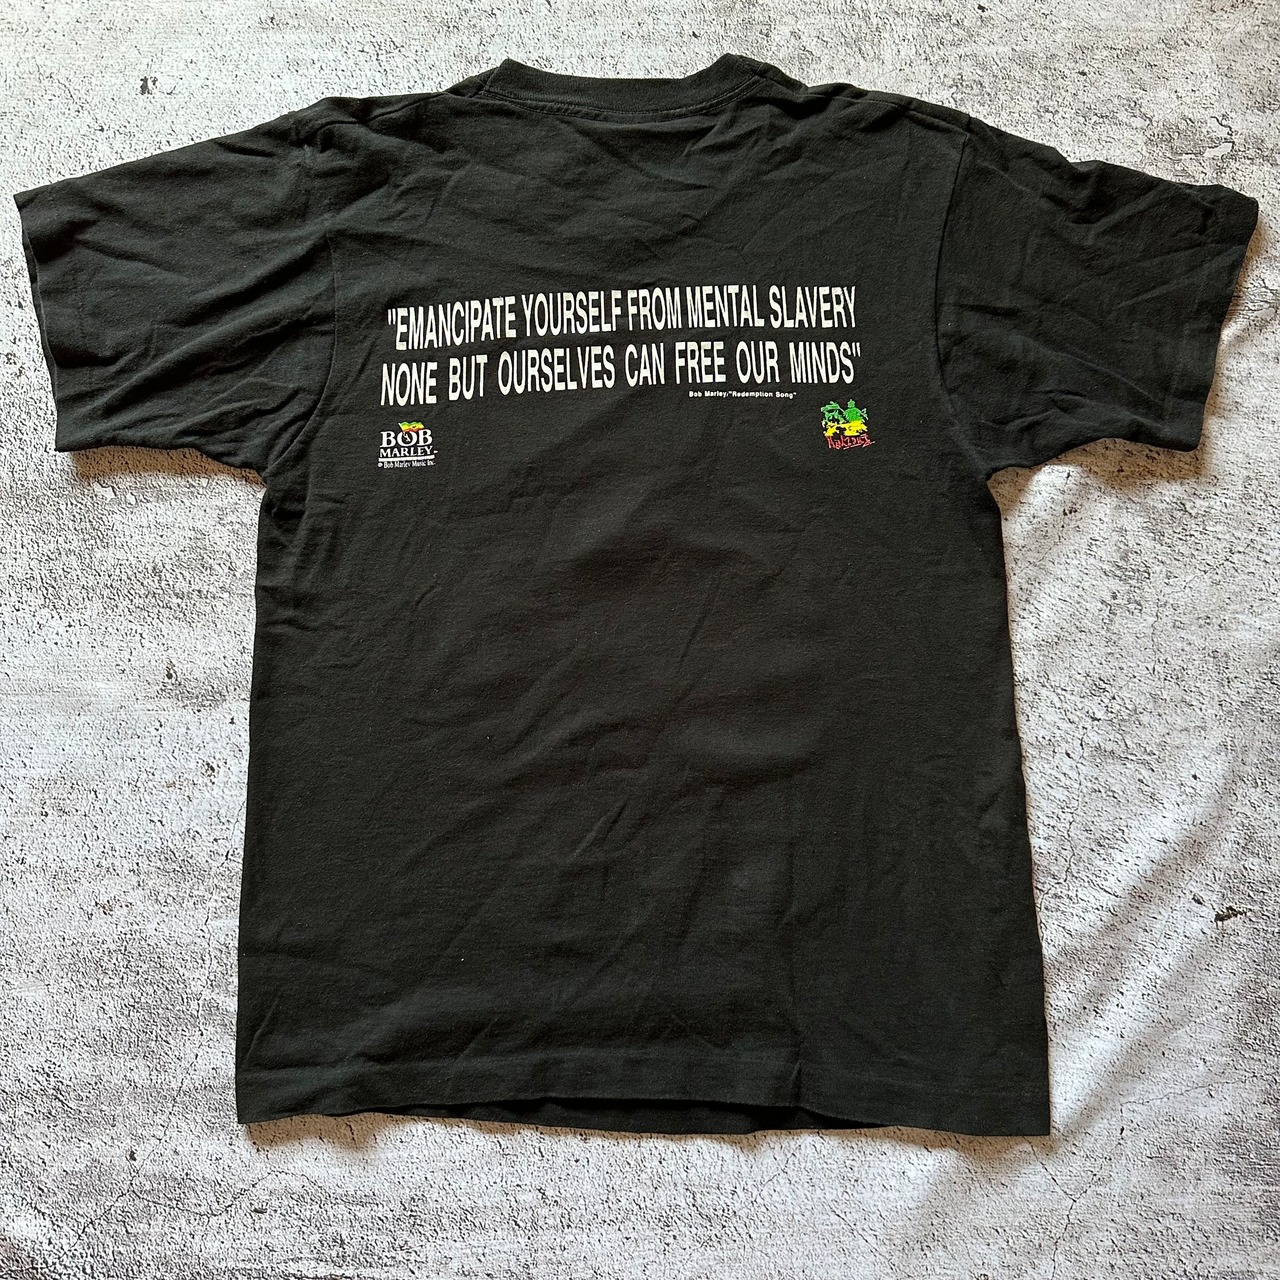 "EMANCIPATE YOURSELF FROM MENTAL SLAVERY
NONE BUT OURSELVES CAN FREE OUR MINDS"
Bob Marley/"Redemption Song"
BOB
MARLEY
© Bob Marley Music Inc.